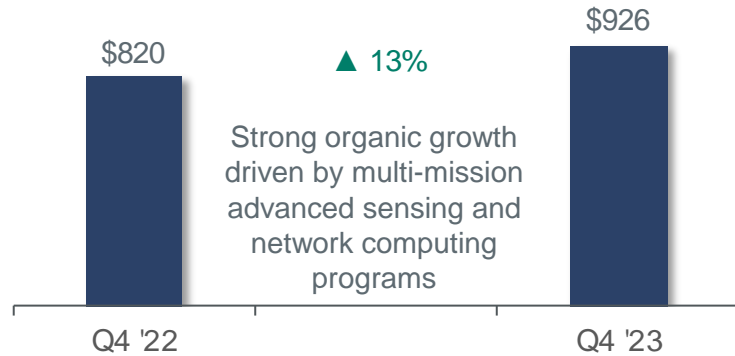 $926
$820
▲ 13%
Strong organic growth
driven by multi-mission
advanced sensing and
network computing
programs
Q4 '22
Q4 '23